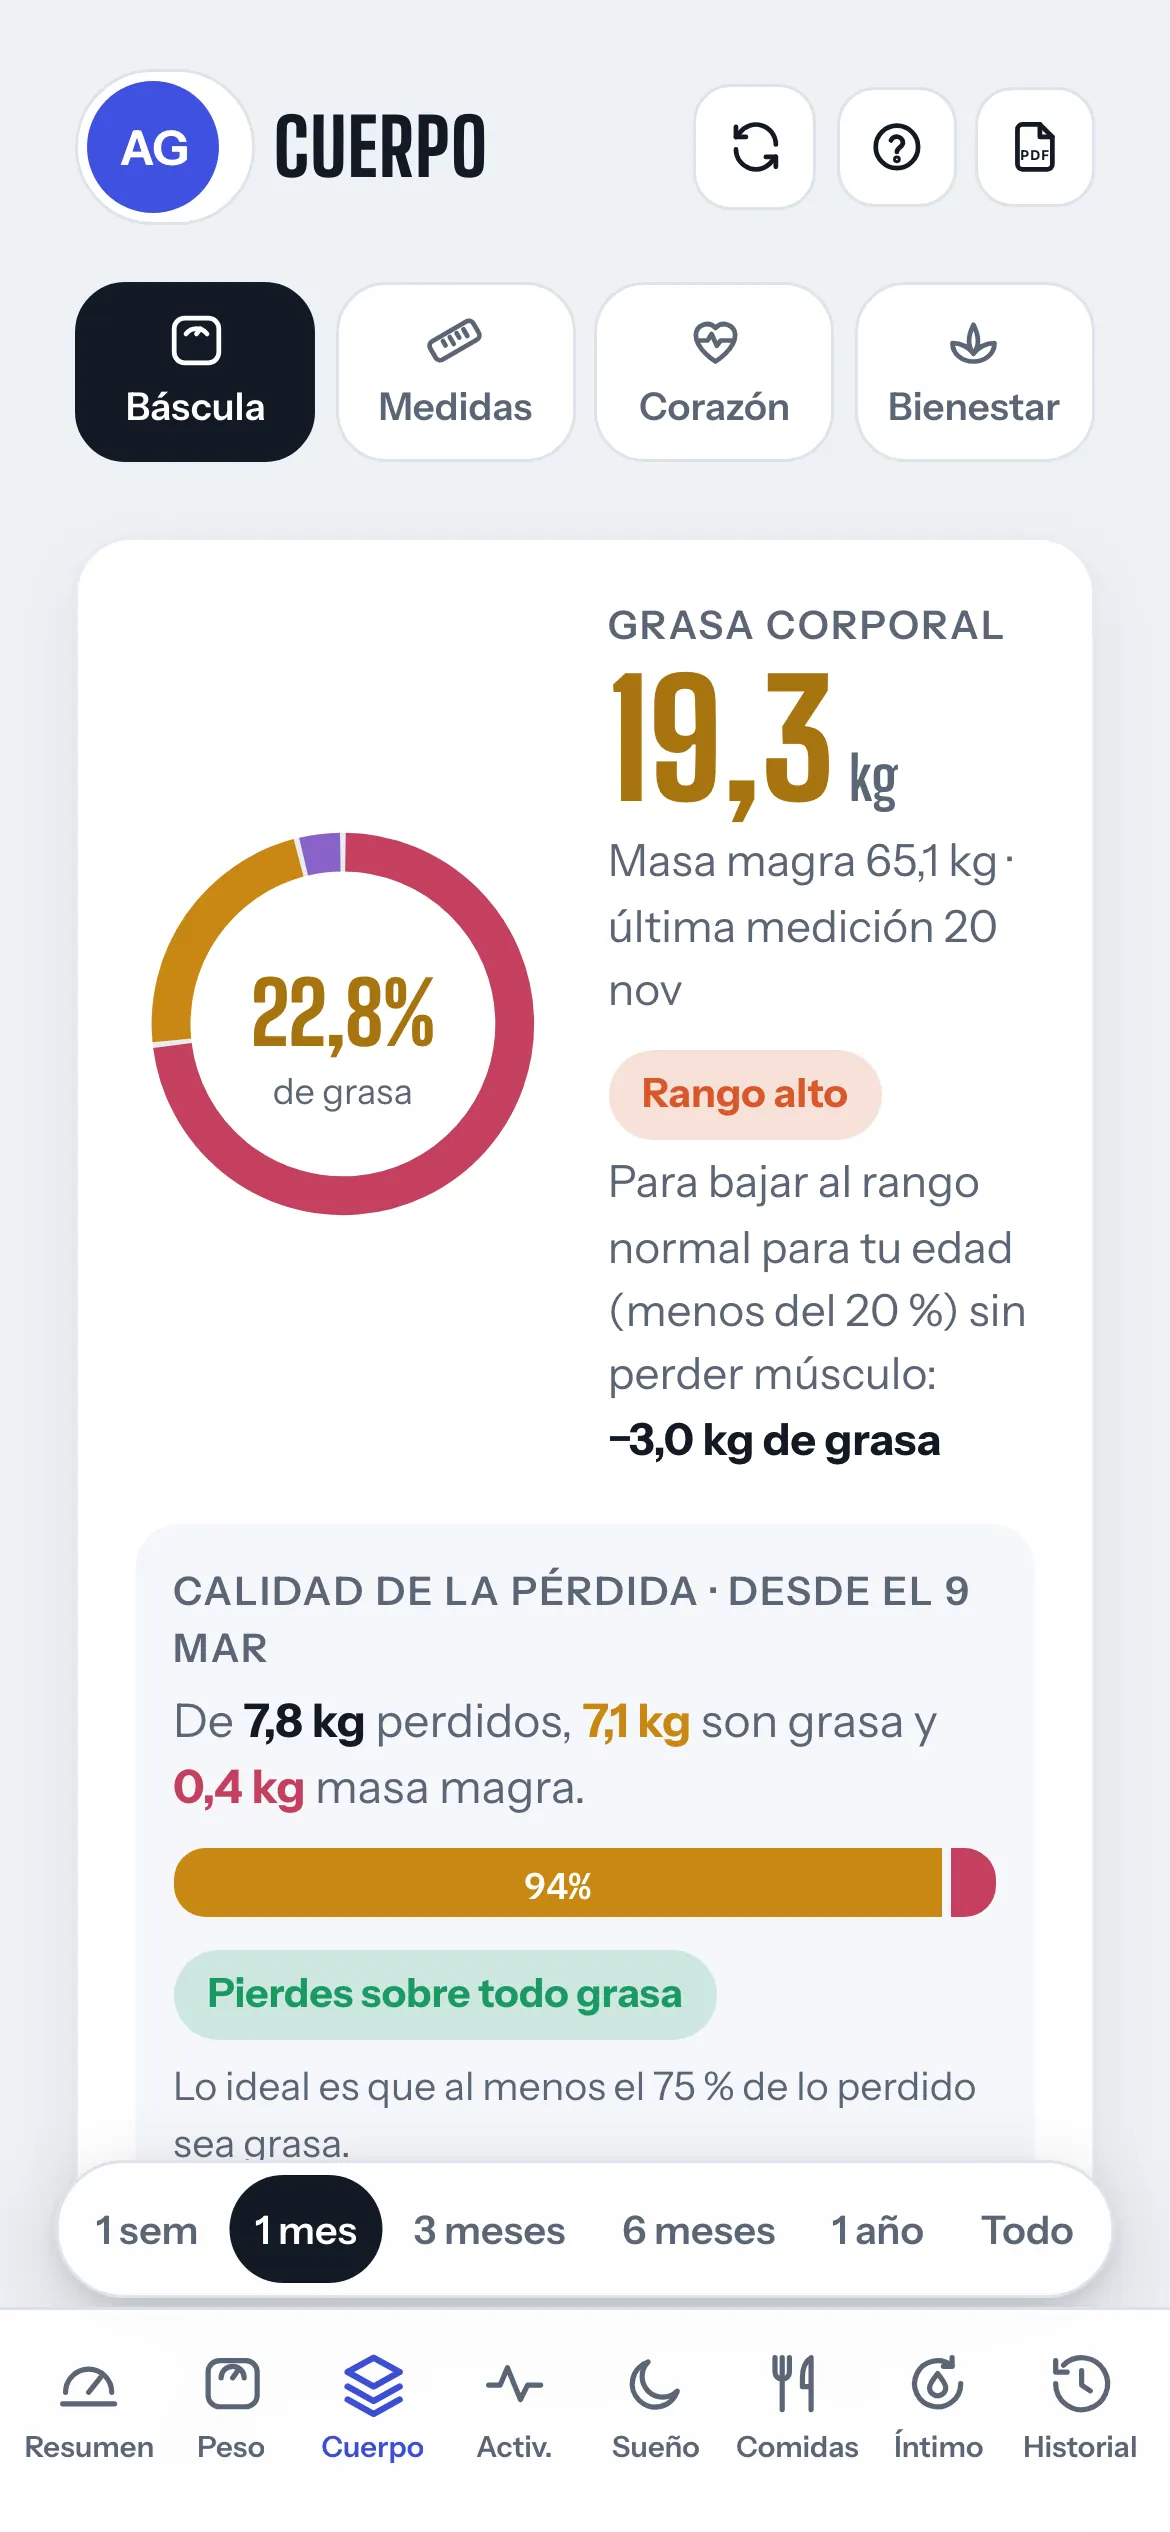 AG
CUERPO
PDF
Báscula
Medidas
Corazón
Bienestar
GRASA CORPORAL
19,3 kg
Masa magra 65,1 kg ·
última medición 20
nov
22,8%
de grasa
Rango alto
Para bajar al rango
normal para tu edad
(menos del 20 %) sin
perder músculo:
−3,0 kg de grasa
CALIDAD DE LA PÉRDIDA · DESDE EL 9
MAR
De 7,8 kg perdidos, 7,1 kg son grasa y
0,4 kg masa magra.
94%
Pierdes sobre todo grasa
Lo ideal es que al menos el 75 % de lo perdido
sea grasa.
1 sem
1 mes
3 meses
6 meses
1 año
Todo
Resumen
Peso
Cuerpo
Activ.
Sueño
Comidas
Íntimo
Historial